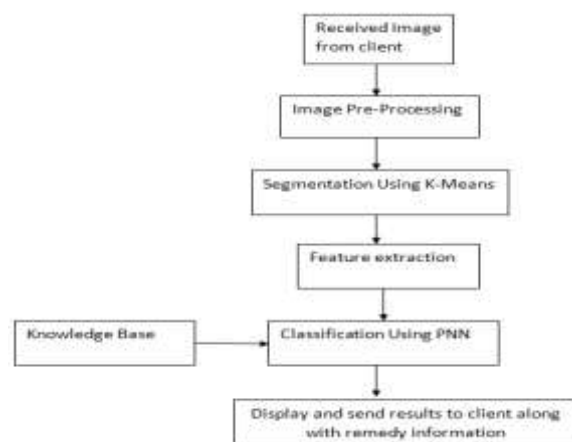 Received Image
from client
Image Pre-Processing
Segmentation Using K-Means
Feature extraction
Knowledge Base
Classification Using PNN
Display and send results to client along
with remedy information